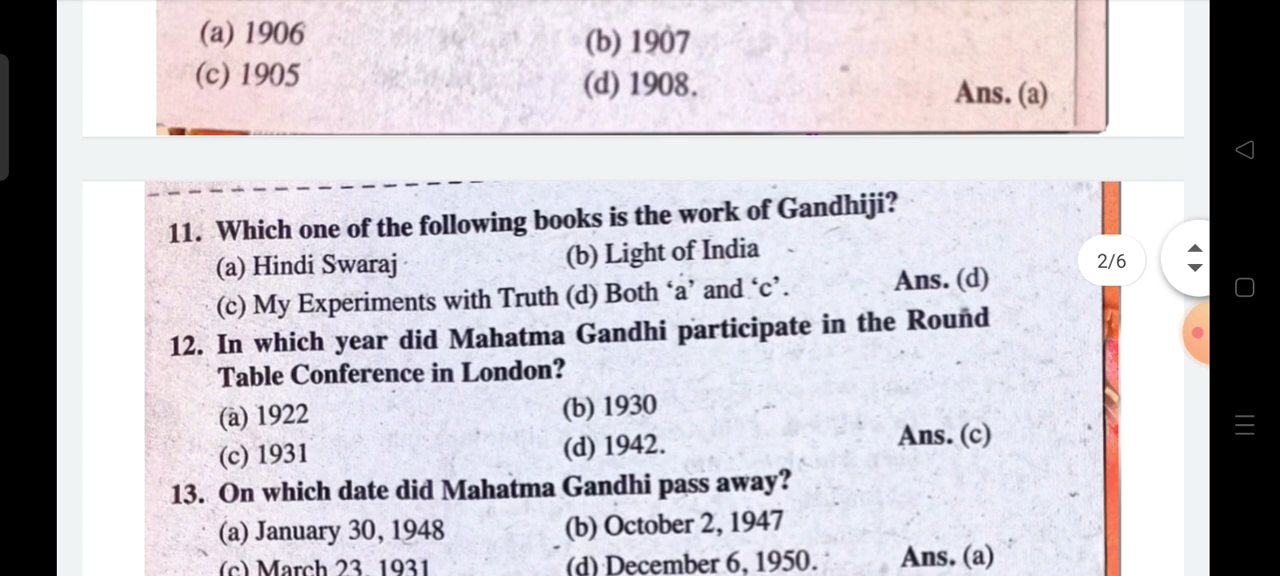 (a) 1906 (b) 1907
(c) 1905 (d) 1908. Ans. (a)
11. Which one of the following books is the work of Gandhiji?
(a) Hindi Swaraj (b) Light of India
(c) My Experiments with Truth (d) Both ‘a’ and ‘c’. Ans. (d)
2/6
12. In which year did Mahatma Gandhi participate in the Round
Table Conference in London?
(a) 1922 (b) 1930
(c) 1931 (d) 1942. Ans. (c)
13. On which date did Mahatma Gandhi pass away?
(a) January 30, 1948 (b) October 2, 1947
(c) March 23, 1931 (d) December 6, 1950. Ans. (a)